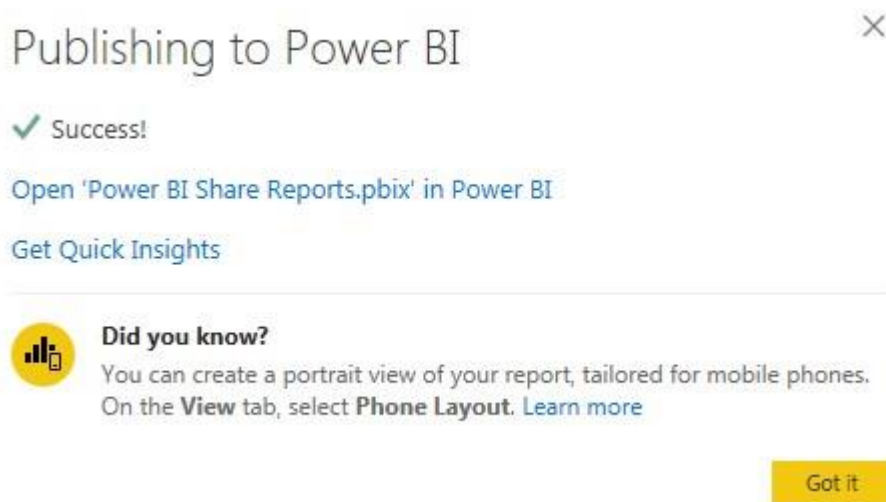 Publishing to Power BI
Success!
Open 'Power BI Share Reports.pbix' in Power BI
Get Quick Insights
Did you know?
You can create a portrait view of your report, tailored for mobile phones.
On the View tab, select Phone Layout. Learn more
Got it